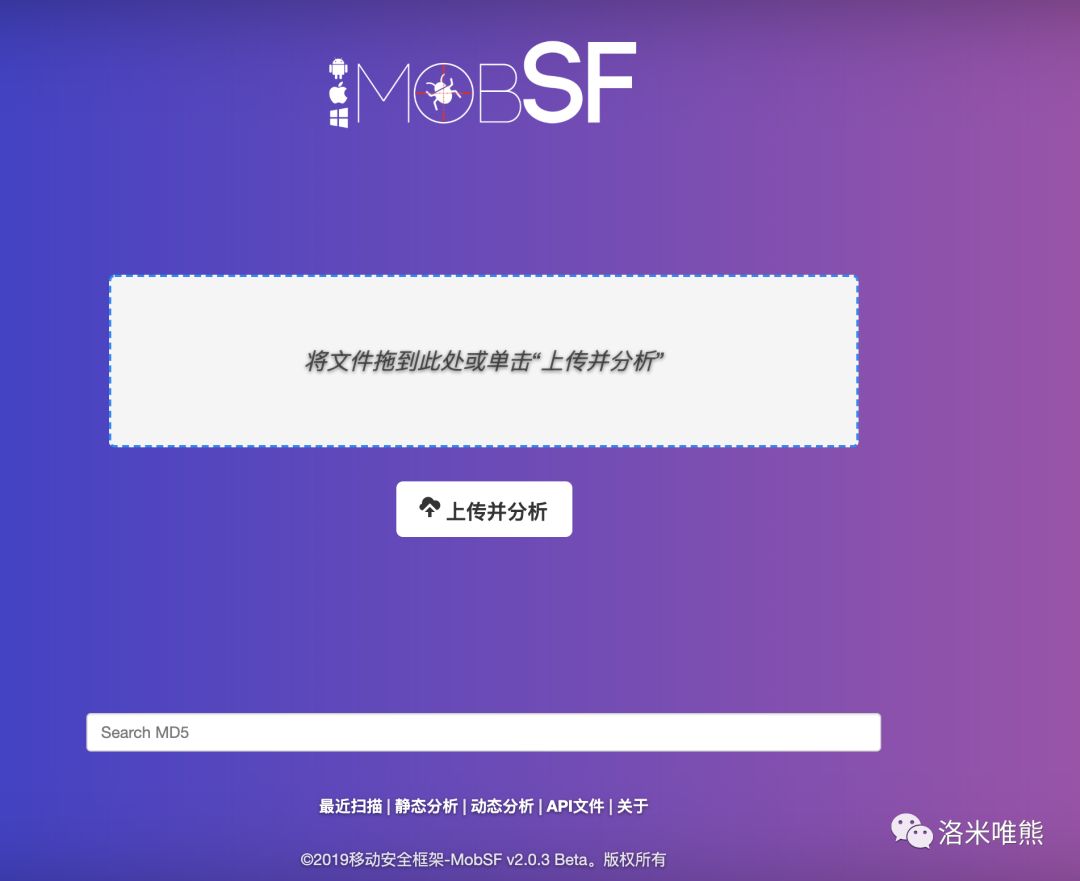 MOBSF
将文件拖到此处或单击“上传并分析”
上传并分析
Search MD5
最近扫描 | 静态分析 | 动态分析 | API文件 | 关于
©2019移动安全框架-MobSF v2.0.3 Beta。版权所有
洛米唯熊